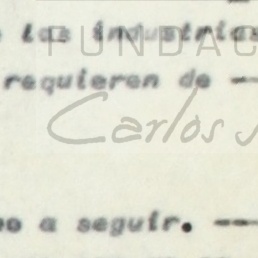 las industrias
FUNDAC
requieren de —
Carlos
o a seguir. —